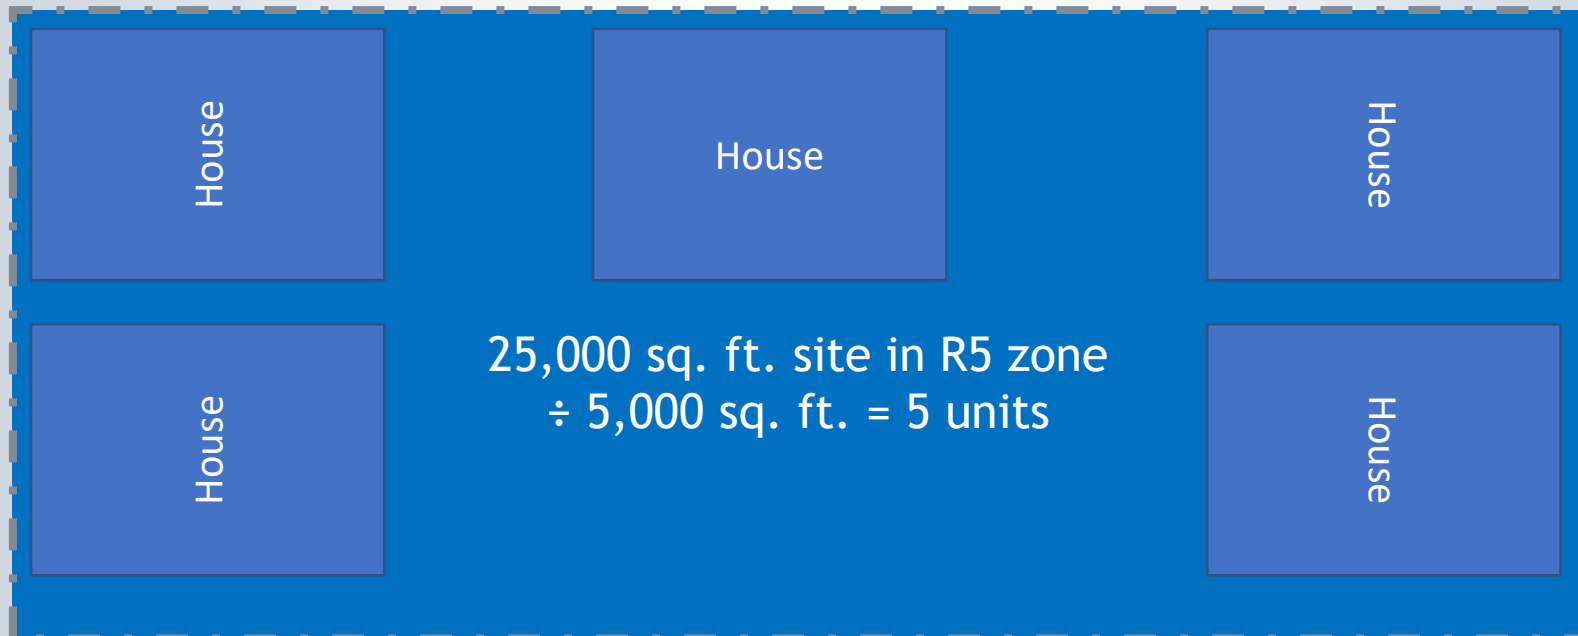 House
House
House
House
25,000 sq. ft. site in R5 zone
÷ 5,000 sq. ft. = 5 units
House